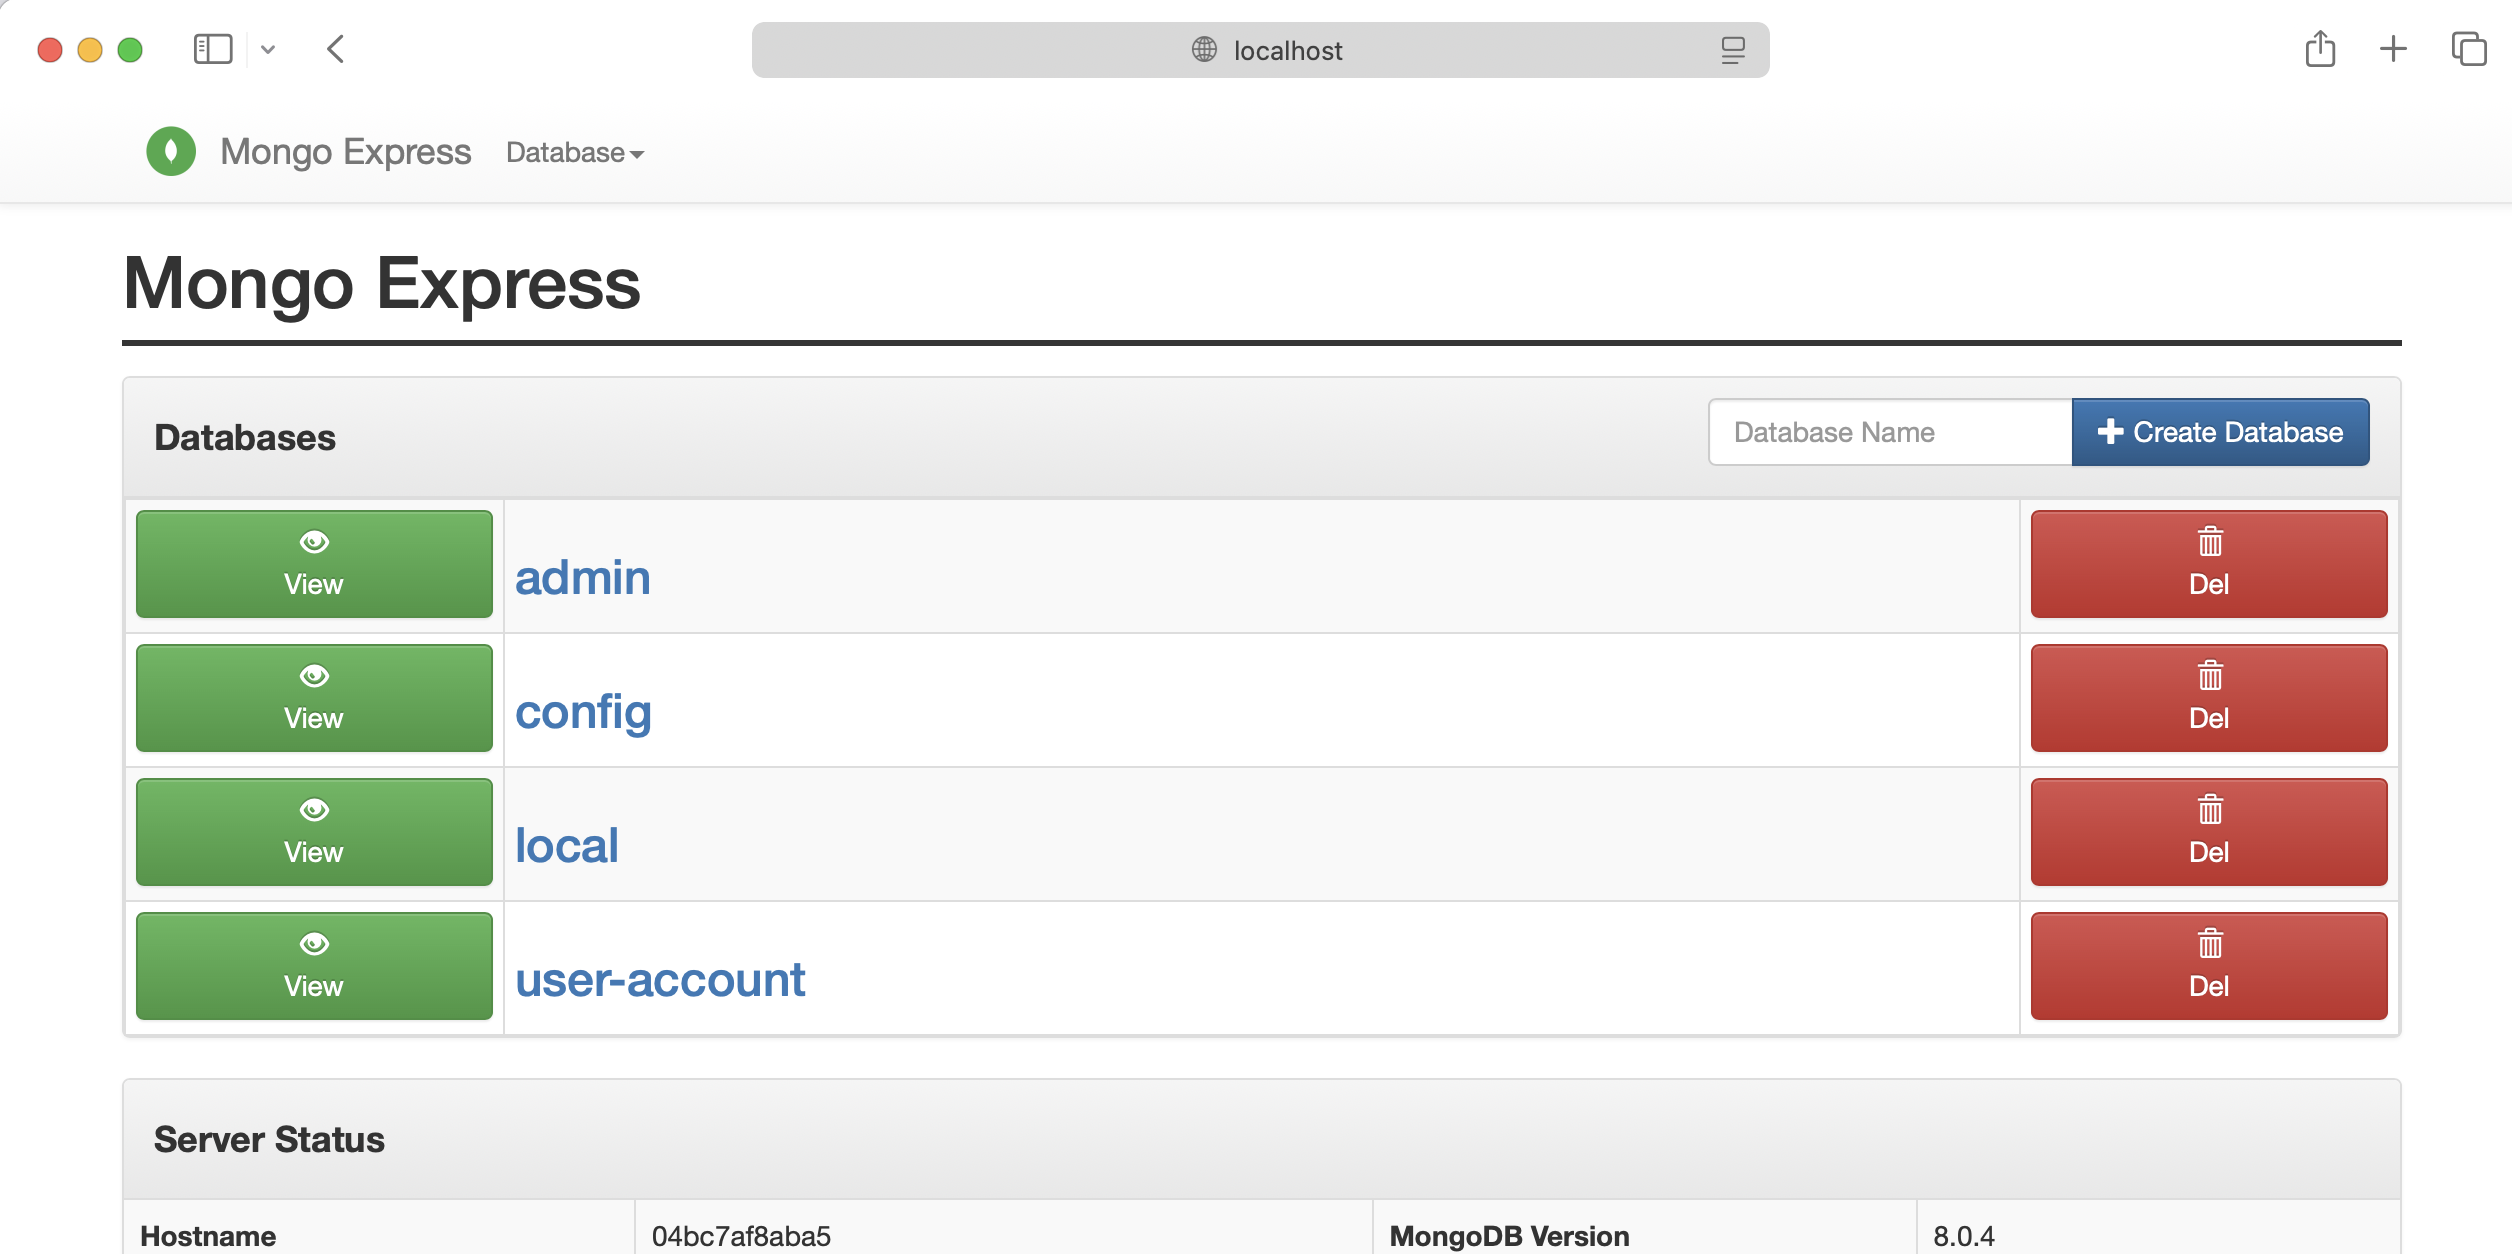 localhost
Mongo Express Database
Mongo Express
Databases
Database Name
Create Database
View
admin
Del
View
config
Del
View
local
Del
View
user-account
Del
Server Status
Hostname 04bc7af8aba5 MongoDB Version 8.0.4